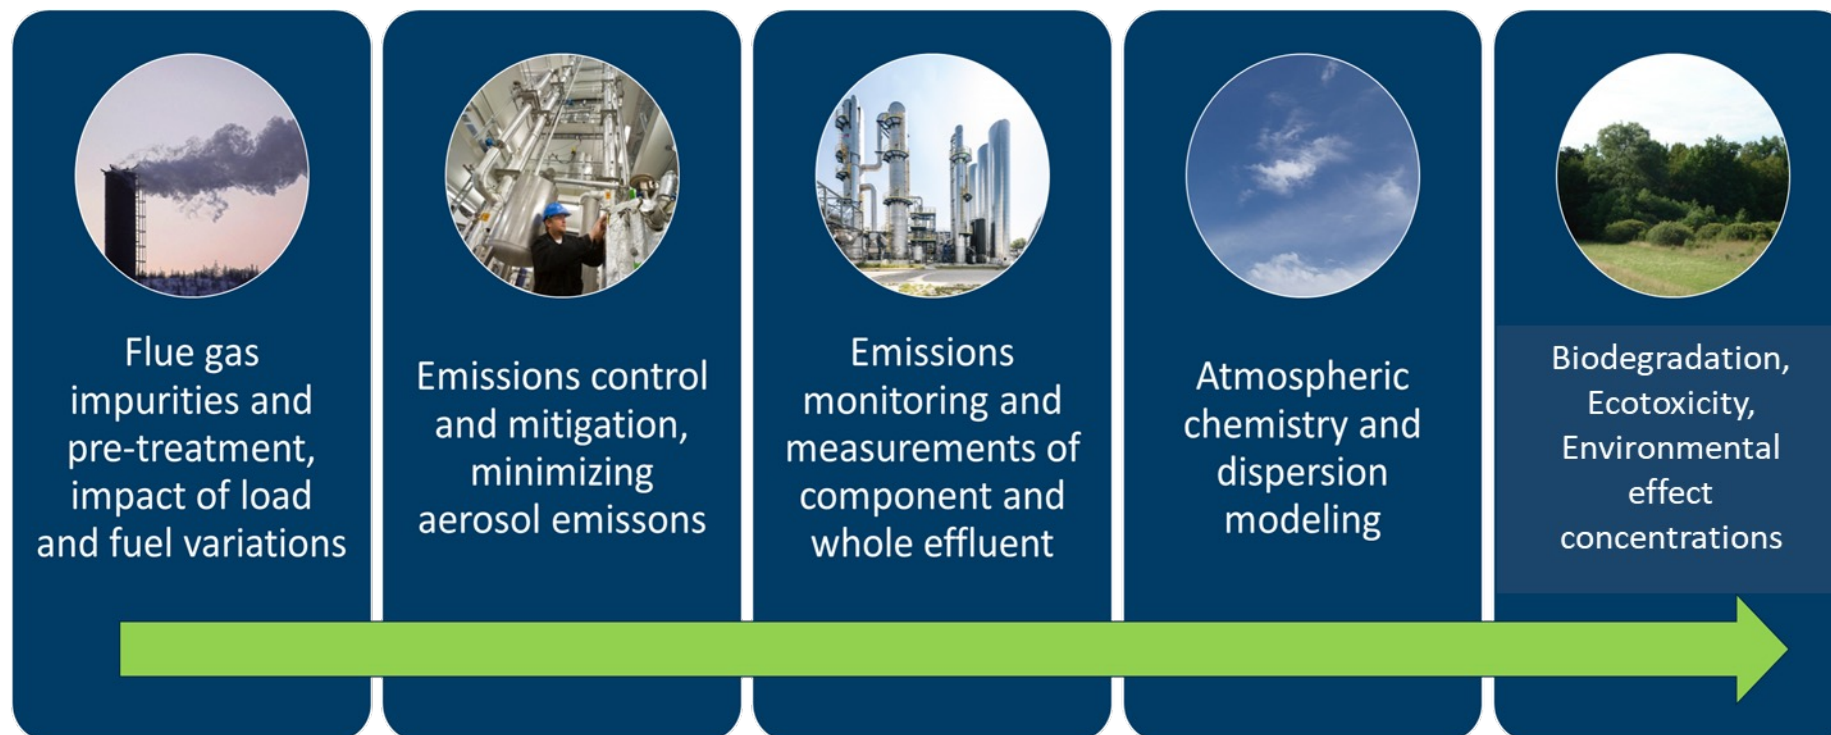 Flue gas
impurities and
pre-treatment,
impact of load
and fuel variations
Emissions control
and mitigation,
minimizing
aerosol emissons
Emissions
monitoring and
measurements of
component and
whole effluent
Atmospheric
chemistry and
dispersion
modeling
Biodegradation,
Ecotoxicity,
Environmental
effect
concentrations